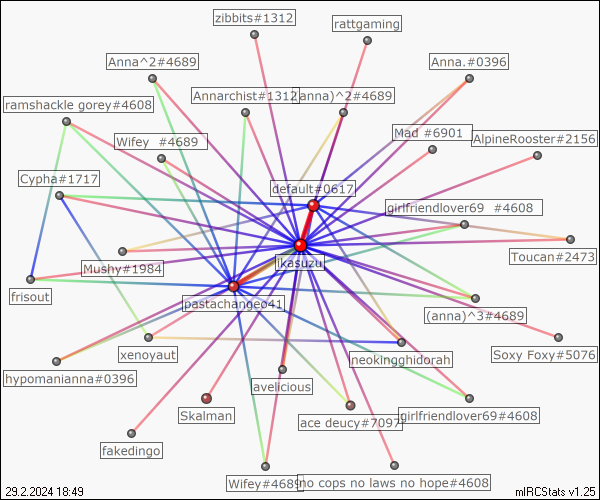 zibbits#1312
rattgaming
Anna^2#4689
Anna.#0396
Annarchist#1312
(anna)^2#4689
ramshackle gorey#4608
Wifey #4689
Mad #6901
AlpineRooster#2156
Cypha#1717
default#0617
girlfriendlover69 #4608
Toucan#2473
Mushy#1984
ikasuzu
frisout
pastachange041
(anna)^3#4689
xenoyaut
neokingghidorah
Soxy Foxy#5076
hypomanianna#0396
avelicious
Skalman
ace deucy#7097
girlfriendlover69#4608
fakedingo
Wifey#4689
no cops no laws no hope#4608
29.2.2024 18:49
mIRCStats v1.25